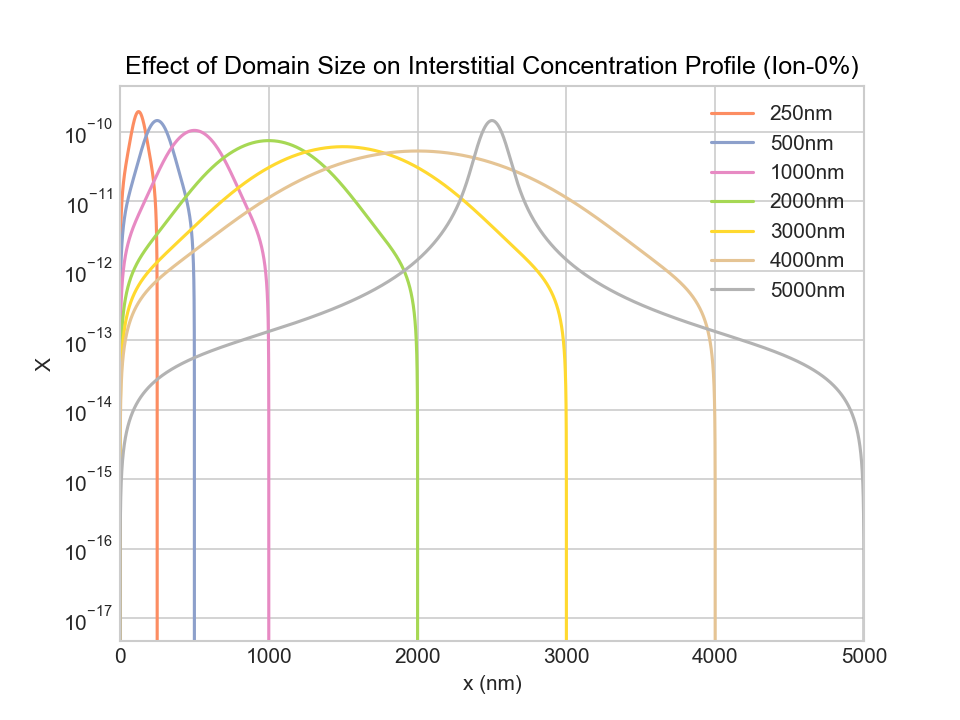 Effect of Domain Size on Interstitial Concentration Profile (Ion-0%)
X
10⁻¹⁰
10⁻¹¹
10⁻¹²
10⁻¹³
10⁻¹⁴
10⁻¹⁵
10⁻¹⁶
10⁻¹⁷
250nm
500nm
1000nm
2000nm
3000nm
4000nm
5000nm
0 1000 2000 3000 4000 5000
x (nm)